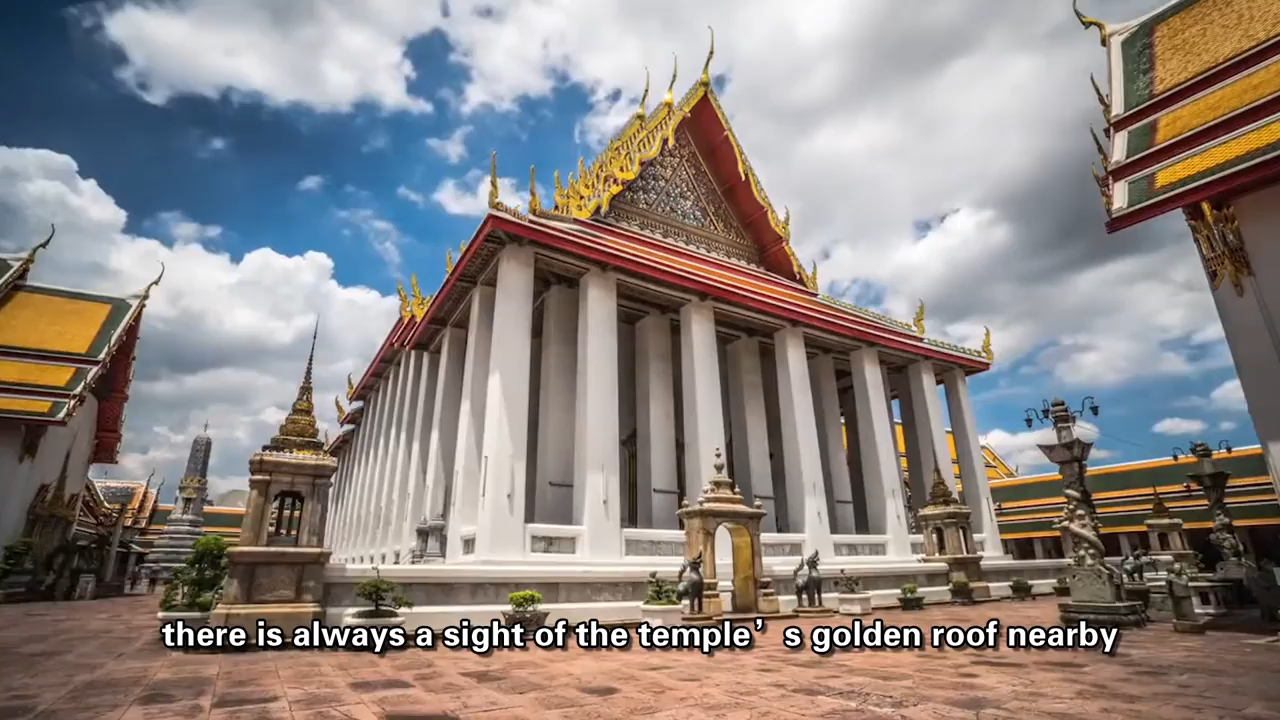 there is always a sight of the temple’s golden roof nearby